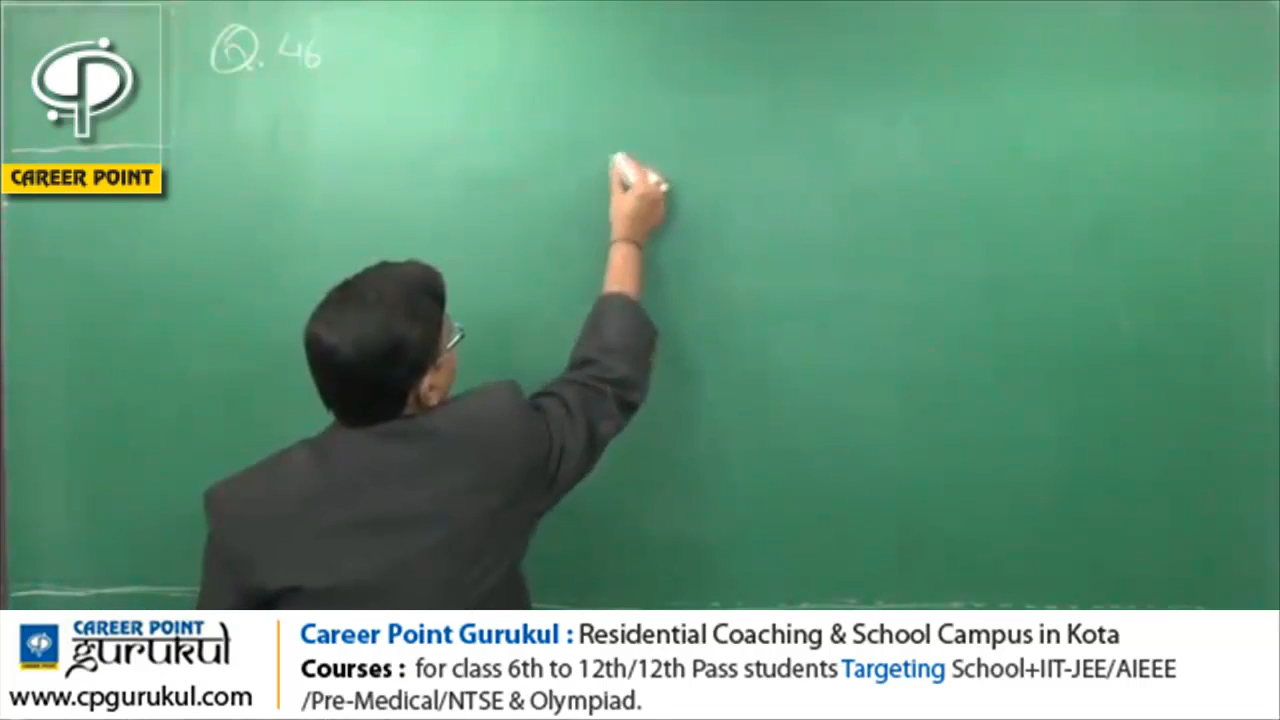 Q. 46
CAREER POINT
CAREER POINT
gurukul
www.cpgurukul.com
Career Point Gurukul : Residential Coaching & School Campus in Kota
Courses : for class 6th to 12th/12th Pass students Targeting School+IIT-JEE/AIEEE
/Pre-Medical/NTSE & Olympiad.